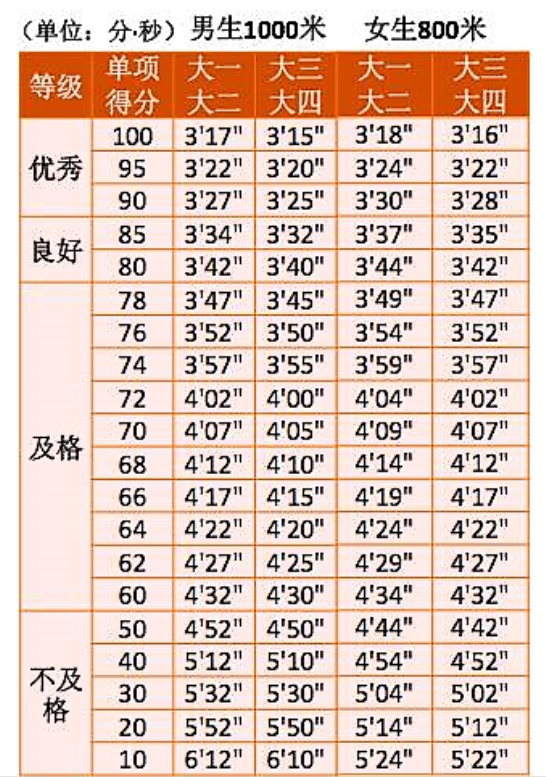 （单位：分·秒）男生1000米 女生800米
等级 单项得分 大一大二 大三大四 大一大二 大三大四
优秀 100 3'17" 3'15" 3'18" 3'16"
95 3'22" 3'20" 3'24" 3'22"
90 3'27" 3'25" 3'30" 3'28"
良好 85 3'34" 3'32" 3'37" 3'35"
80 3'42" 3'40" 3'44" 3'42"
及格 78 3'47" 3'45" 3'49" 3'47"
76 3'52" 3'50" 3'54" 3'52"
74 3'57" 3'55" 3'59" 3'57"
72 4'02" 4'00" 4'04" 4'02"
70 4'07" 4'05" 4'09" 4'07"
68 4'12" 4'10" 4'14" 4'12"
66 4'17" 4'15" 4'19" 4'17"
64 4'22" 4'20" 4'24" 4'22"
62 4'27" 4'25" 4'29" 4'27"
60 4'32" 4'30" 4'34" 4'32"
不及格 50 4'52" 4'50" 4'44" 4'42"
40 5'12" 5'10" 4'54" 4'52"
30 5'32" 5'30" 5'04" 5'02"
20 5'52" 5'50" 5'14" 5'12"
10 6'12" 6'10" 5'24" 5'22"